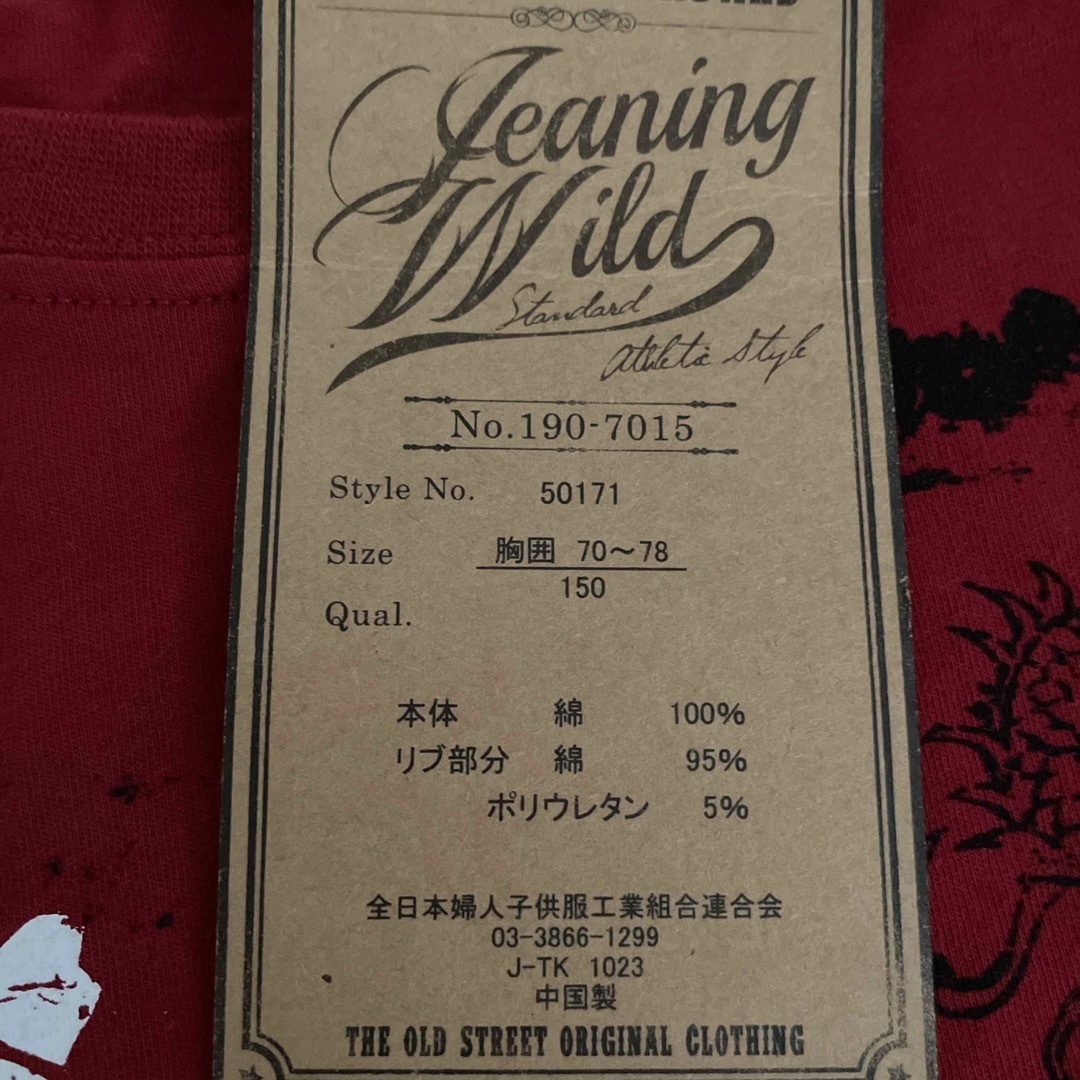 Jeaning
Wild
Standard
Athletic Style
No.190-7015
Style No. 50171
Size 胸囲 70～78
150
Qual.
本体 綿 100%
リブ部分 綿 95%
ポリウレタン 5%
全日本婦人子供服工業組合連合会
03-3866-1299
J-TK 1023
中国製
THE OLD STREET ORIGINAL CLOTHING